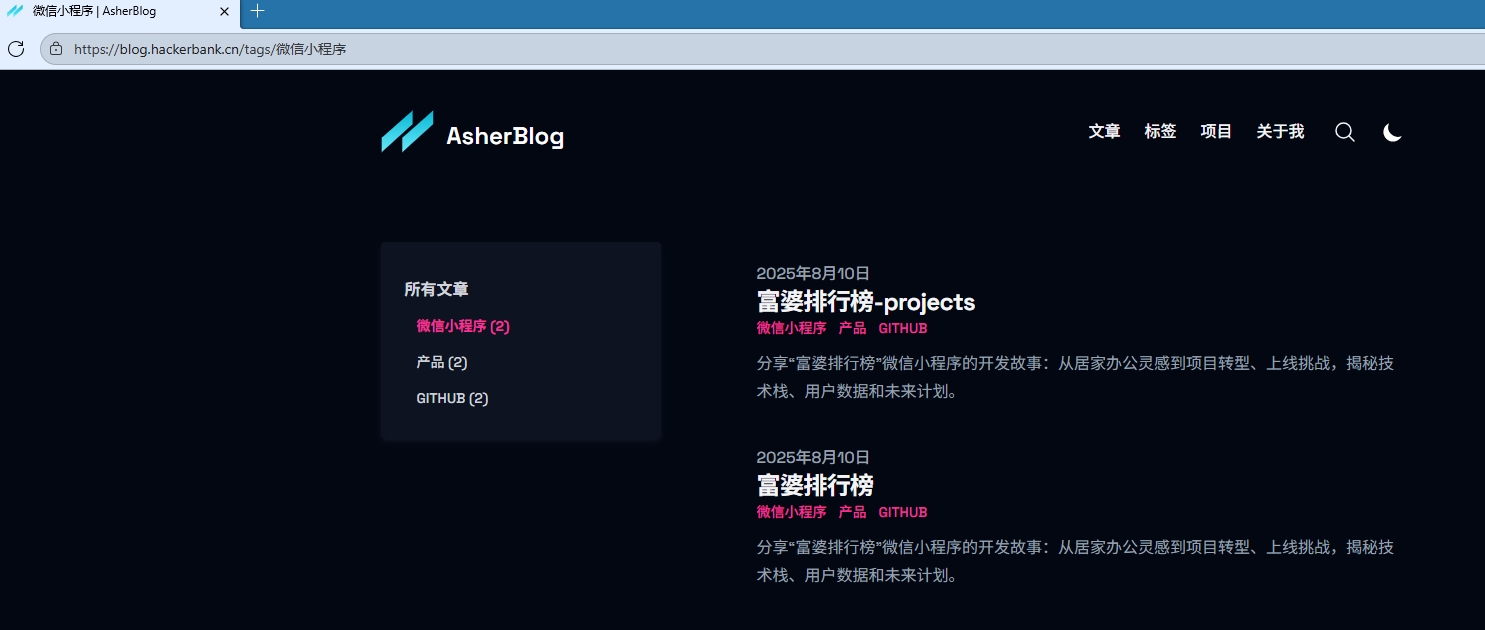 微信小程序 | AsherBlog
https://blog.hackerbank.cn/tags/微信小程序
AsherBlog
文章 标签 项目 关于我
所有文章
微信小程序 (2)
产品 (2)
GITHUB (2)
2025年8月10日
富婆排行榜-projects
微信小程序 产品 GITHUB
分享“富婆排行榜”微信小程序的开发故事：从居家办公灵感到项目转型、上线挑战，揭秘技
术栈、用户数据和未来计划。
2025年8月10日
富婆排行榜
微信小程序 产品 GITHUB
分享“富婆排行榜”微信小程序的开发故事：从居家办公灵感到项目转型、上线挑战，揭秘技
术栈、用户数据和未来计划。